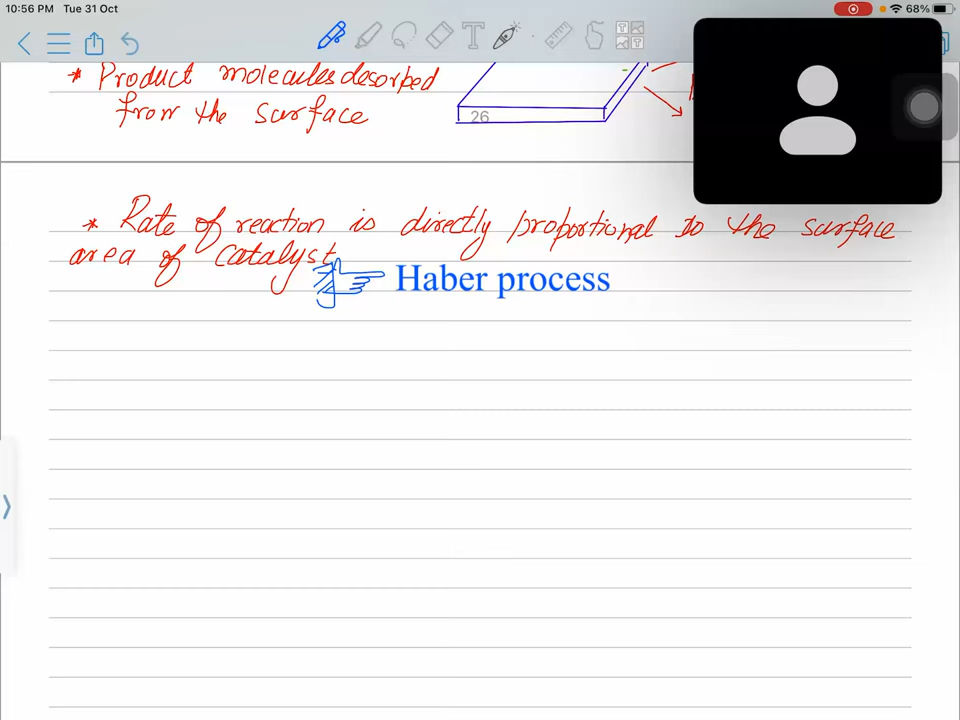 10:56 PM Tue 31 Oct
68%
* Product molecules desorbed
from the surface
26
* Rate of reaction is directly proportional to the surface
area of catalyst
Haber process